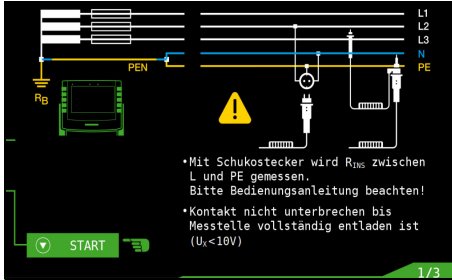 L1
L2
L3
N
PEN
PE
RB
•Mit Schukostecker wird RINS zwischen
L und PE gemessen.
Bitte Bedienungsanleitung beachten!
•Kontakt nicht unterbrechen bis
Messtelle vollständig entladen ist
(UX<10V)
START
1/3